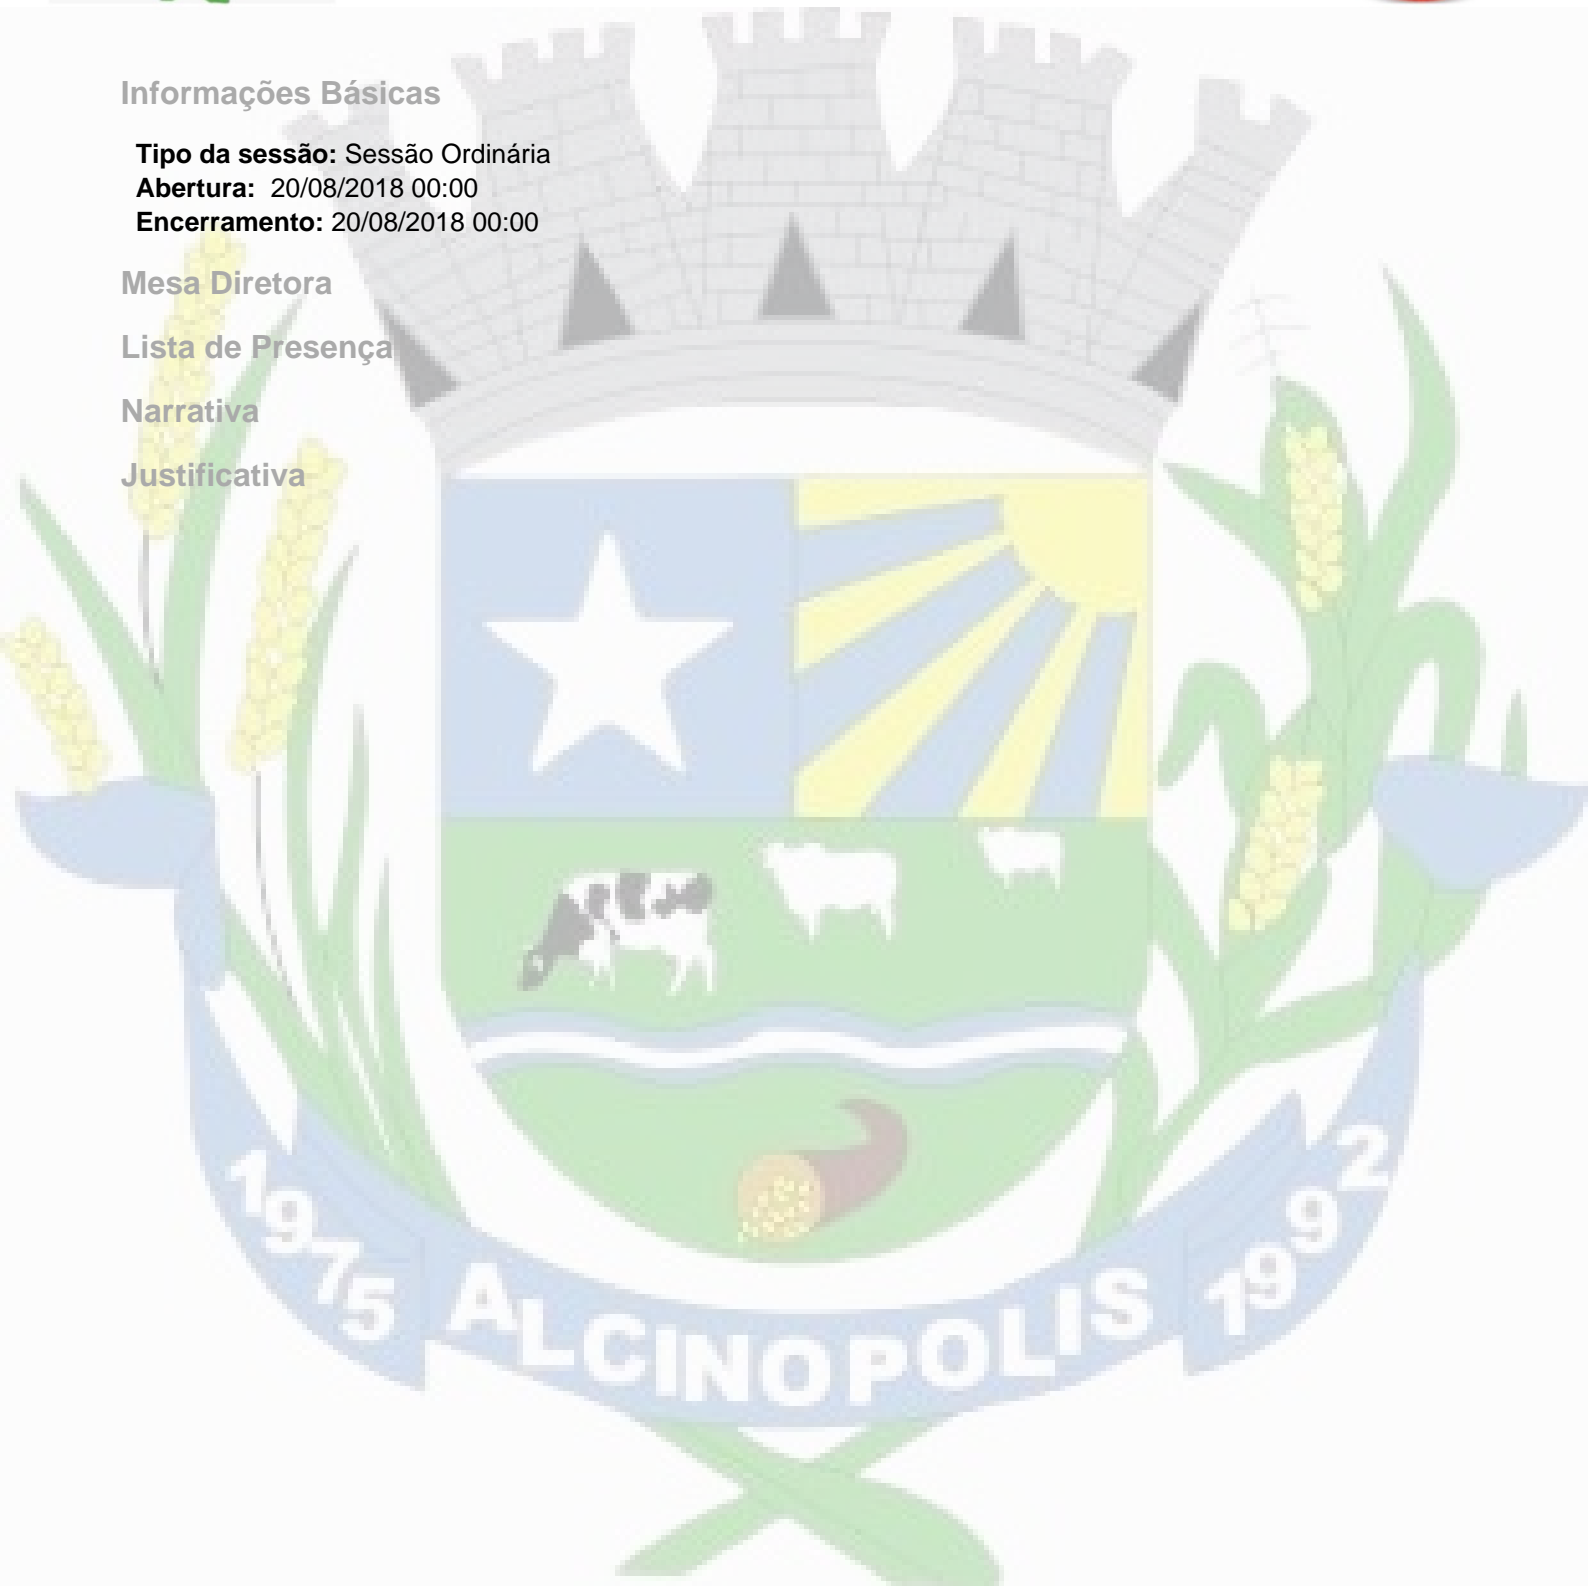 Informações Básicas
Tipo da sessão: Sessão Ordinária
Abertura: 20/08/2018 00:00
Encerramento: 20/08/2018 00:00
Mesa Diretora
Lista de Presença
Narrativa
Justificativa
1975 ALCINOPOLIS 1992